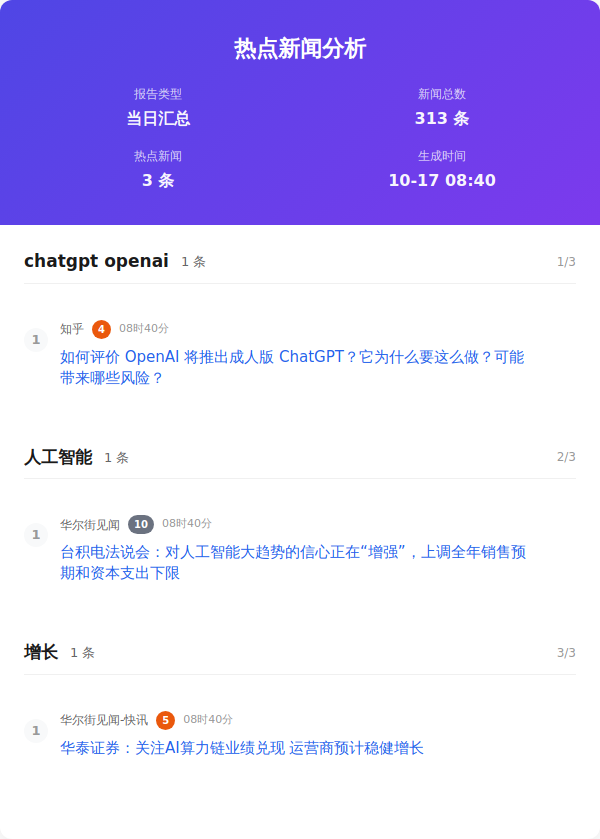 热点新闻分析
报告类型 新闻总数
当日汇总 313 条
热点新闻 生成时间
3 条 10-17 08:40
chatgpt openai 1 条 1/3
1 知乎 4 08时40分
如何评价 OpenAI 将推出成人版 ChatGPT？它为什么要这么做？可能
带来哪些风险？
人工智能 1 条 2/3
1 华尔街见闻 10 08时40分
台积电法说会：对人工智能大趋势的信心正在“增强”，上调全年销售预
期和资本支出下限
增长 1 条 3/3
1 华尔街见闻-快讯 5 08时40分
华泰证券：关注AI算力链业绩兑现 运营商预计稳健增长